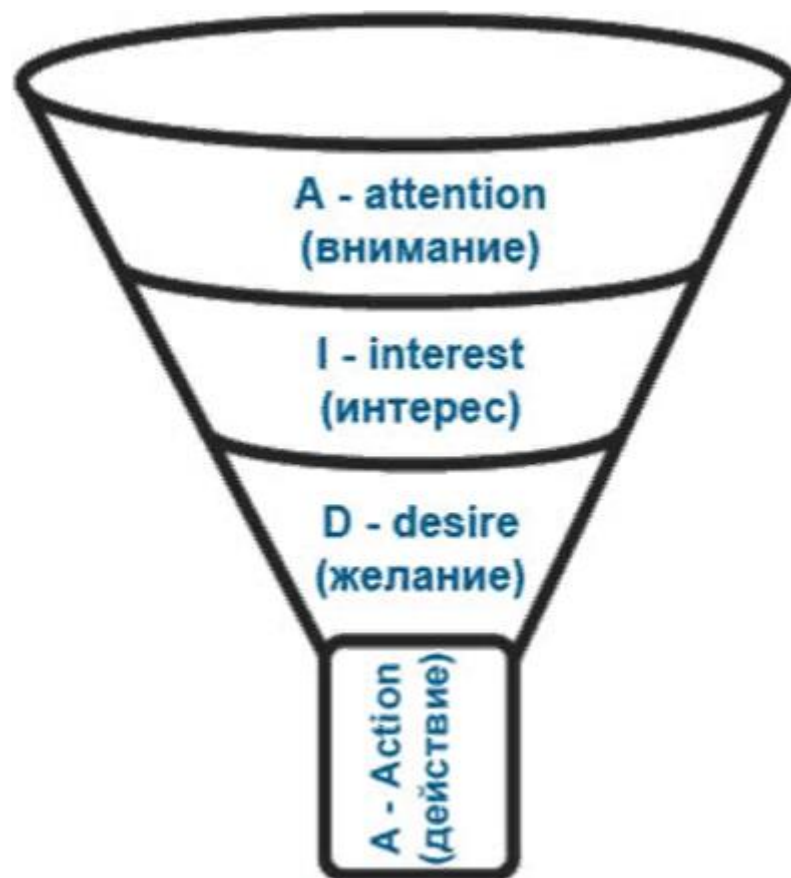 A - attention
(внимание)
I - interest
(интерес)
D - desire
(желание)
A - Action
(действие)